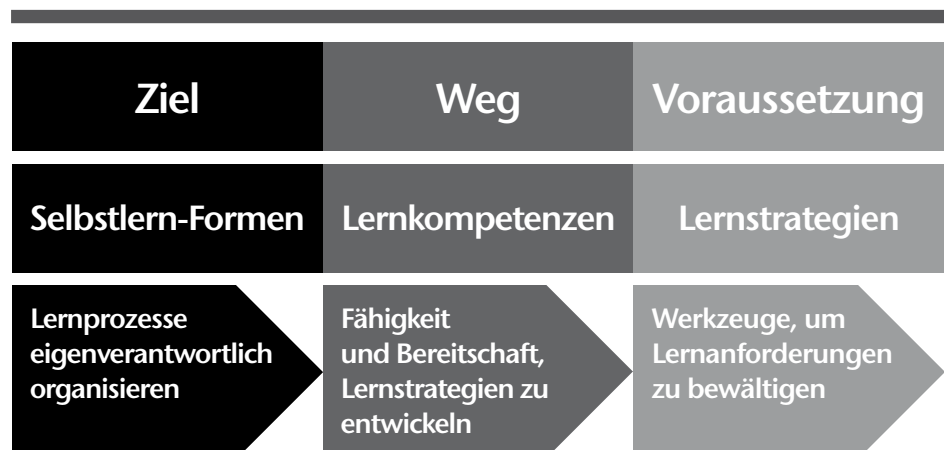 Ziel
Weg
Voraussetzung
Selbstlern-Formen
Lernkompetenzen
Lernstrategien
Lernprozesse
eigenverantwortlich
organisieren
Fähigkeit
und Bereitschaft,
Lernstrategien zu
entwickeln
Werkzeuge, um
Lernanforderungen
zu bewältigen